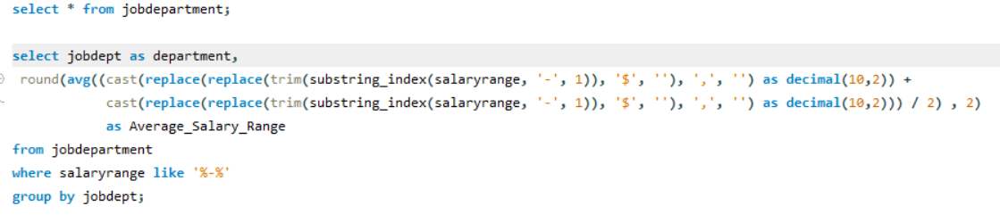 select * from jobdepartment;
select jobdept as department,
round(avg((cast(replace(replace(trim(substring_index(salaryrange, '-', 1)), '$', ''), ',', '') as decimal(10,2)) +
cast(replace(replace(trim(substring_index(salaryrange, '-', 1)), '$', ''), ',', '') as decimal(10,2))) / 2) , 2)
as Average_Salary_Range
from jobdepartment
where salaryrange like '%-%'
group by jobdept;